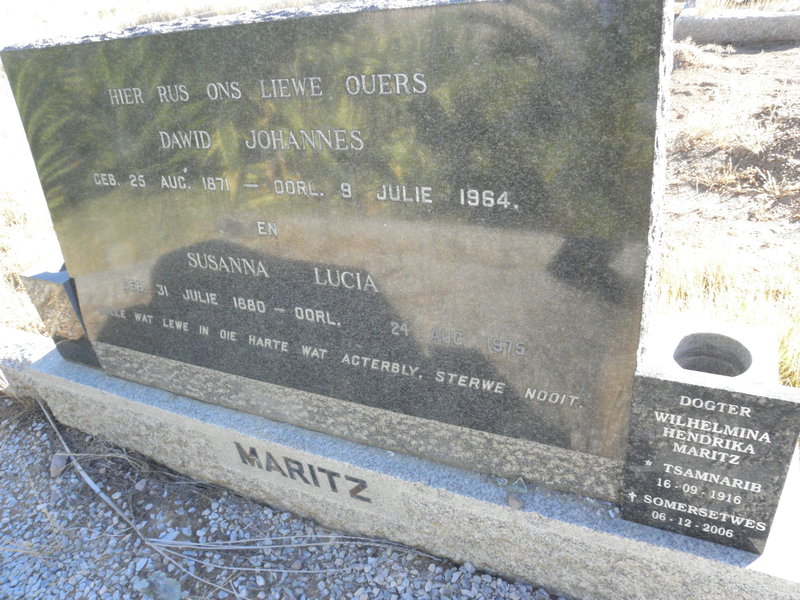 HIER RUS ONS LIEWE OUERS
DAWID JOHANNES
GEB. 25 AUG. 1871 – OORL. 9 JULIE 1964.
EN
SUSANNA LUCIA
GEB. 31 JULIE 1880 – OORL. 24 AUG. 1975
HULLE WAT LEWE IN DIE HARTE WAT AGTERBLY, STERWE NOOIT.
MARITZ
DOGTER
WILHELMINA
HENDRIKA
MARITZ
* TSAMNARIB
16-09-1916
† SOMERSETWES
06-12-2006